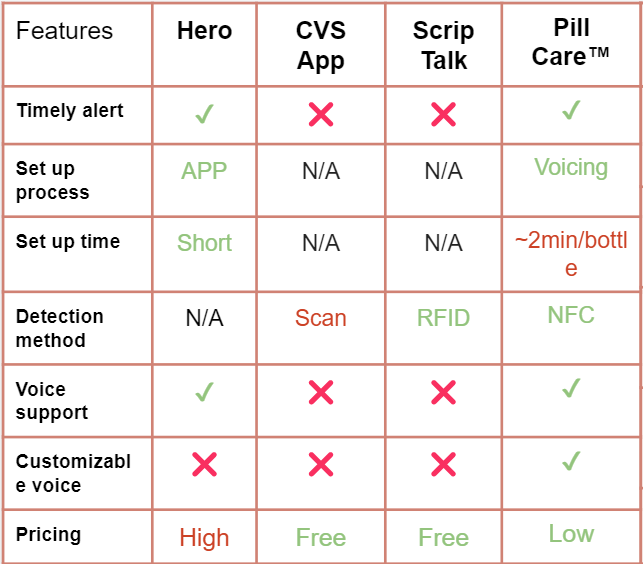 Features Hero CVS App Scrip Talk Pill Care™
Timely alert ✓ ❌ ❌ ✓
Set up process APP N/A N/A Voicing
Set up time Short N/A N/A ~2min/bottle
Detection method N/A Scan RFID NFC
Voice support ✓ ❌ ❌ ✓
Customizable voice ❌ ❌ ❌ ✓
Pricing High Free Free Low